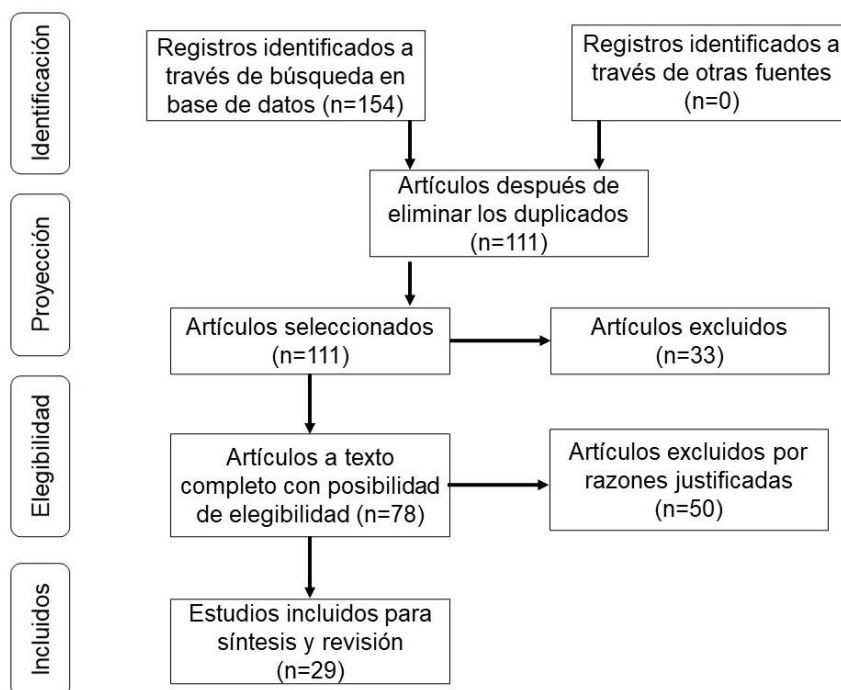 Identificación
Registros identificados a
través de búsqueda en
base de datos (n=154)
Registros identificados a
través de otras fuentes
(n=0)
Artículos después de
eliminar los duplicados
(n=111)
Proyección
Artículos seleccionados
(n=111)
Artículos excluidos
(n=33)
Elegibilidad
Artículos a texto
completo con posibilidad
de elegibilidad (n=78)
Artículos excluidos por
razones justificadas
(n=50)
Incluidos
Estudios incluidos para
síntesis y revisión
(n=29)